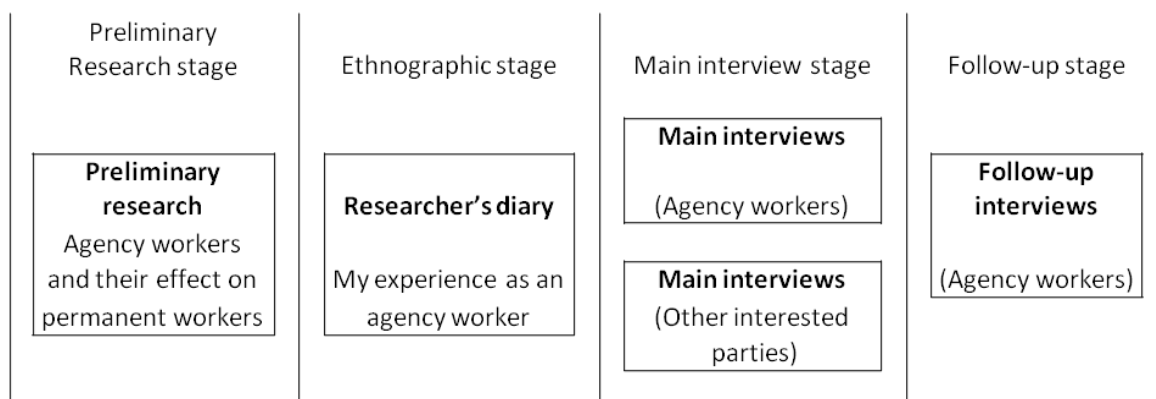 Preliminary
Research stage
Preliminary
research
Agency workers
and their effect on
permanent workers
Ethnographic stage
Researcher’s diary
My experience as an
agency worker
Main interview stage
Main interviews
(Agency workers)
Main interviews
(Other interested
parties)
Follow-up stage
Follow-up
interviews
(Agency workers)